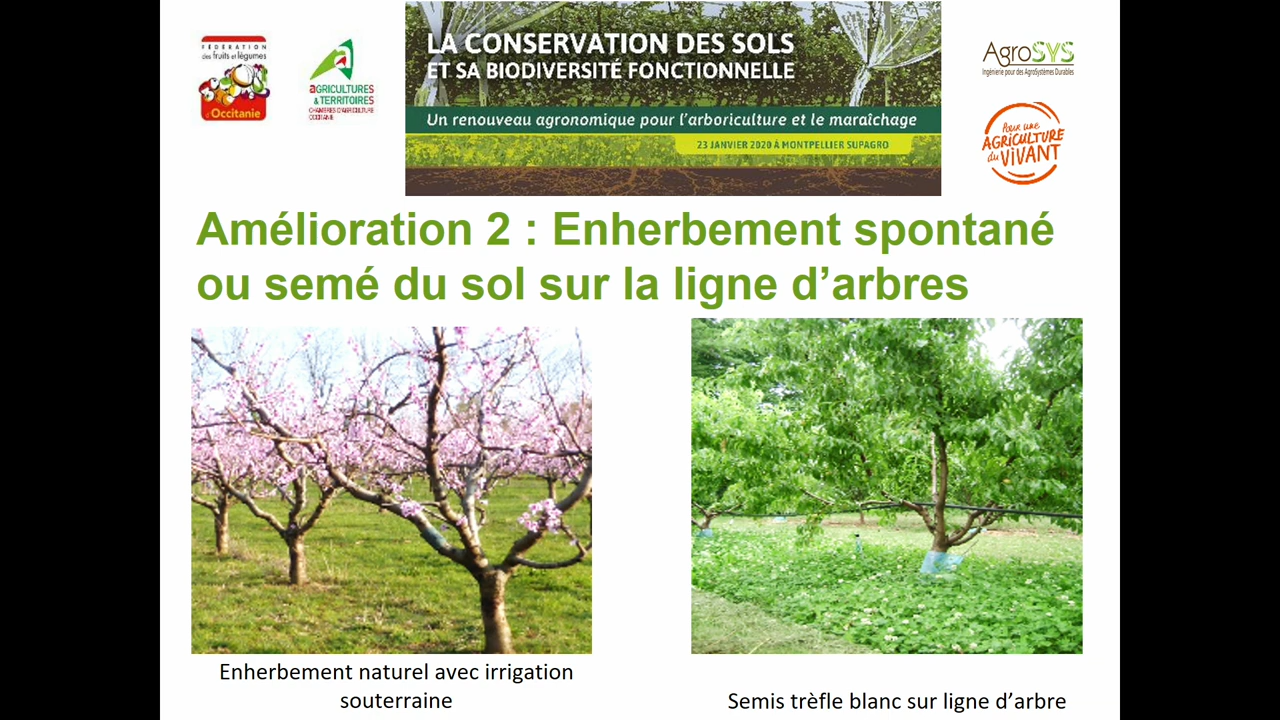 FÉDÉRATION
des fruits et légumes
d'Occitanie
AGRICULTURES
& TERRITOIRES
CHAMBRES D'AGRICULTURE
OCCITANIE
LA CONSERVATION DES SOLS
ET SA BIODIVERSITÉ FONCTIONNELLE
Un renouveau agronomique pour l'arboriculture et le maraîchage
23 JANVIER 2020 À MONTPELLIER SUPAGRO
AgroSYS
Ingénierie pour des AgroSystèmes Durables
Pour une
AGRICULTURE
du VIVANT
Amélioration 2 : Enherbement spontané
ou semé du sol sur la ligne d’arbres
Enherbement naturel avec irrigation
souterraine
Semis trèfle blanc sur ligne d’arbre